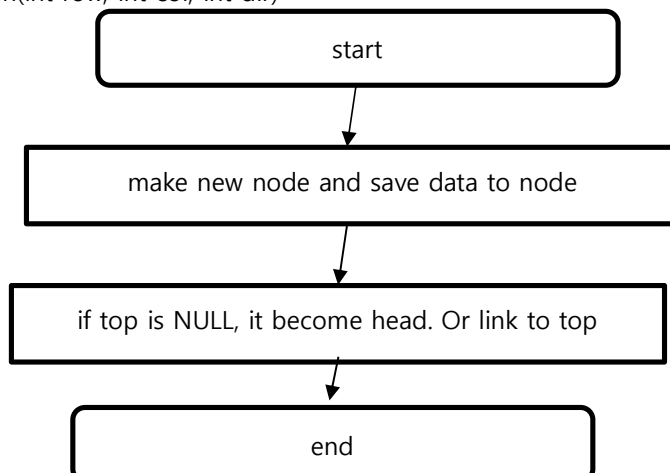 start
make new node and save data to node
if top is NULL, it become head. Or link to top
end